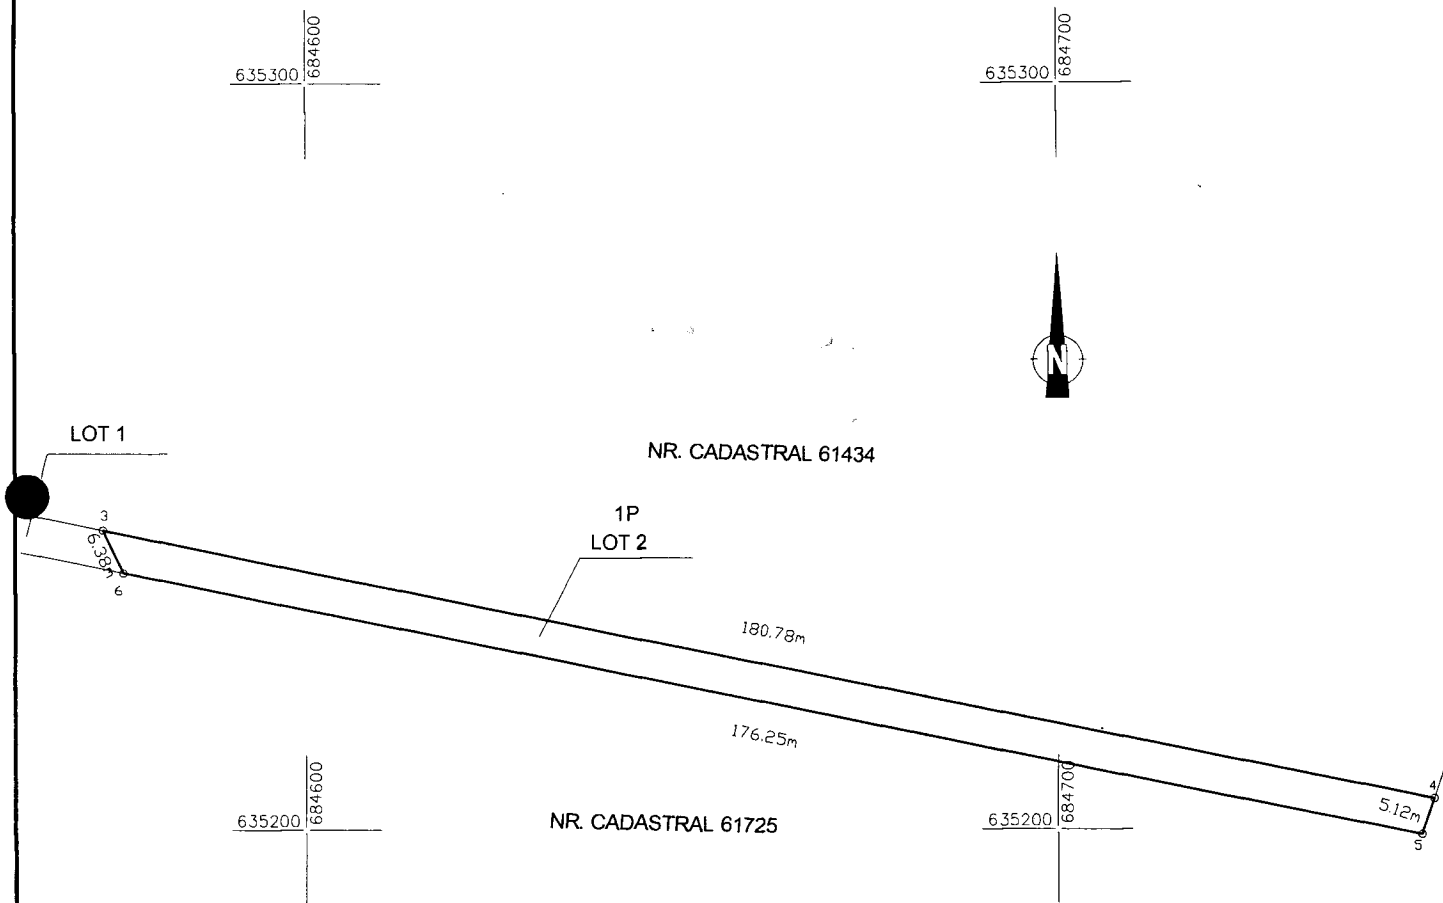 684600
635300
684700
635300
N
LOT 1
NR. CADASTRAL 61434
3
6.38m
6
1P
LOT 2
180.78m
176.25m
684600
635200
NR. CADASTRAL 61725
684700
635200
4
5.12m
5